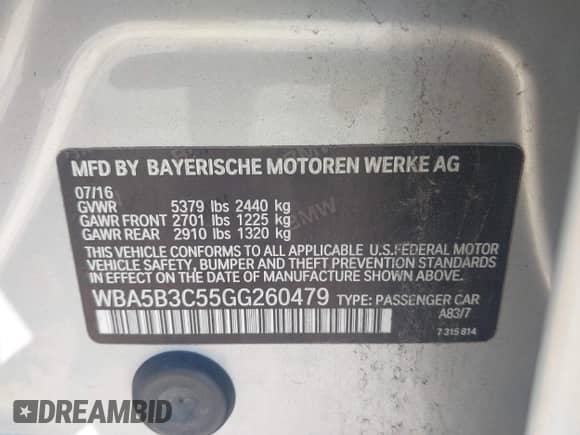 MFD BY BAYERISCHE MOTOREN WERKE AG
07/16
GVWR 5379 lbs 2440 kg
GAWR FRONT 2701 lbs 1225 kg
GAWR REAR 2910 lbs 1320 kg
THIS VEHICLE CONFORMS TO ALL APPLICABLE U.S.FEDERAL MOTOR
VEHICLE SAFETY, BUMPER AND THEFT PREVENTION STANDARDS
IN EFFECT ON THE DATE OF MANUFACTURE SHOWN ABOVE.
WBA5B3C55GG260479 TYPE: PASSENGER CAR
A83/7
7 315 814
DREAMBID